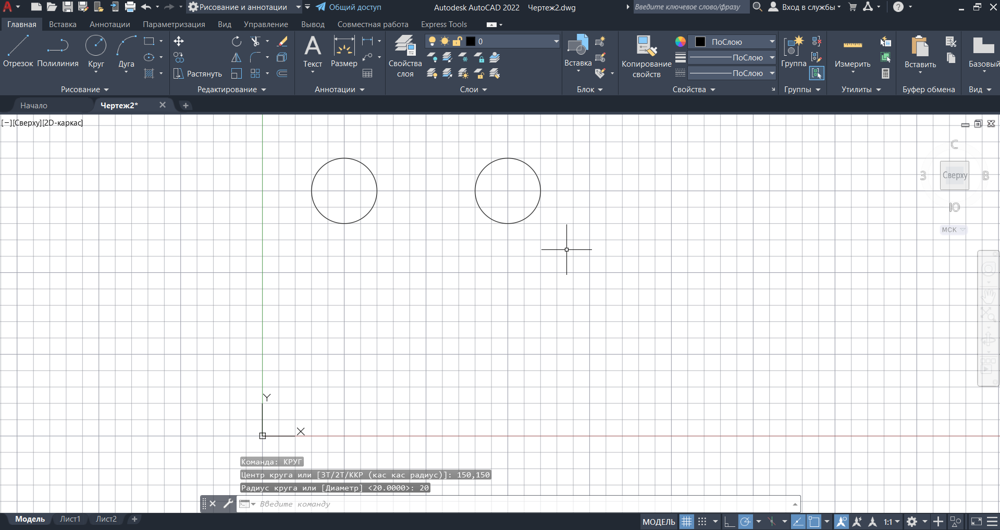 Рисование и аннотации
Общий доступ
Autodesk AutoCAD 2022 Чертеж2.dwg
Введите ключевое слово/фразу
Вход в службы
Главная Вставка Аннотации Параметризация Вид Управление Вывод Совместная работа Express Tools
Отрезок Полилиния Круг Дуга
Растянуть
Текст Размер
Свойства слоя
0
Вставка
Копирование свойств
ПоСлою
ПоСлою
ПоСлою
Группа
Измерить
Вставить
Базовый
Рисование Редактирование Аннотации Слои Блок Свойства Группы Утилиты Буфер обмена Вид
Начало Чертеж2*
[−][Сверху][2D-каркас]
С
З Сверху В
Ю
МСК
Y
X
Команда: КРУГ
Центр круга или [3Т/2Т/ККР (кас кас радиус)]: 150,150
Радиус круга или [Диаметр] <20.0000>: 20
Введите команду
Модель Лист1 Лист2
МОДЕЛЬ
1:1